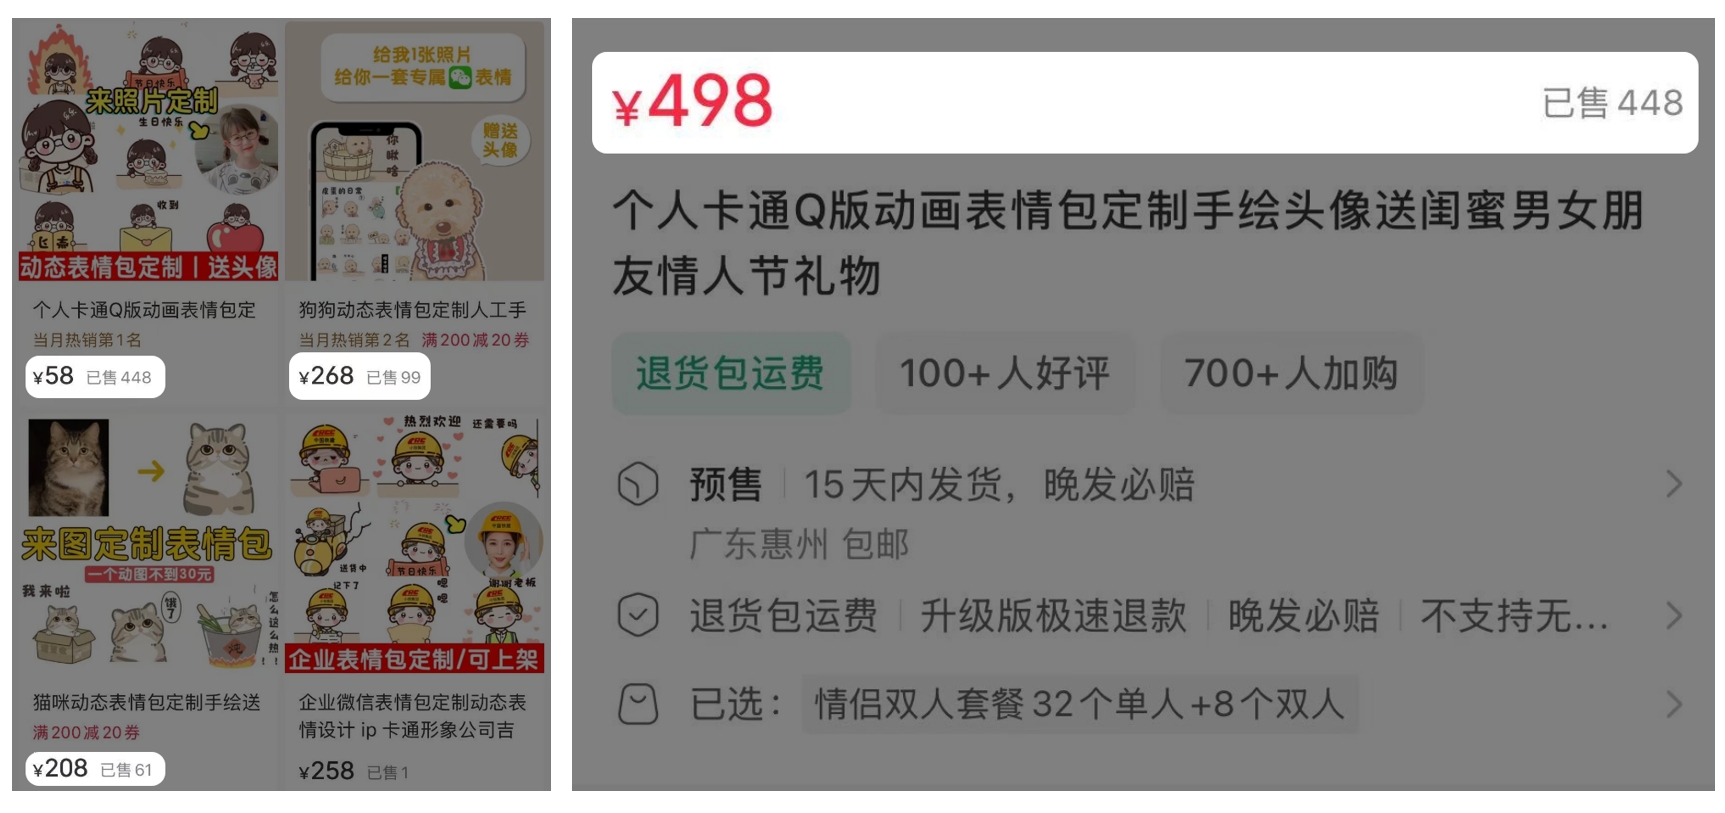 节日快乐
来照片定制
生日快乐
收到
动态表情包定制|送头像
个人卡通Q版动画表情包定
当月热销第1名
¥58 已售 448
给我1张照片
给你一套专属表情
赠送
头像
你
瞅
啥
皮蛋的日常
狗狗动态表情包定制人工手
当月热销第2名 满200减20券
¥268 已售 99
来图定制表情包
一个动图不到30元
我来啦
饿了
怎么这么热!!
猫咪动态表情包定制手绘送
满200减20券
¥208 已售 61
热烈欢迎
还需要吗
送货中
节日快乐
记下了
嗯嗯
谢谢老板
企业表情包定制/可上架
企业微信表情包定制动态表
情设计 ip 卡通形象公司吉
¥258 已售 1
¥498
已售 448
个人卡通Q版动画表情包定制手绘头像送闺蜜男女朋
友情人节礼物
退货包运费 100+人好评 700+人加购
预售 15天内发货，晚发必赔
广东惠州 包邮
退货包运费 升级版极速退款 晚发必赔 不支持无...
已选： 情侣双人套餐32个单人+8个双人